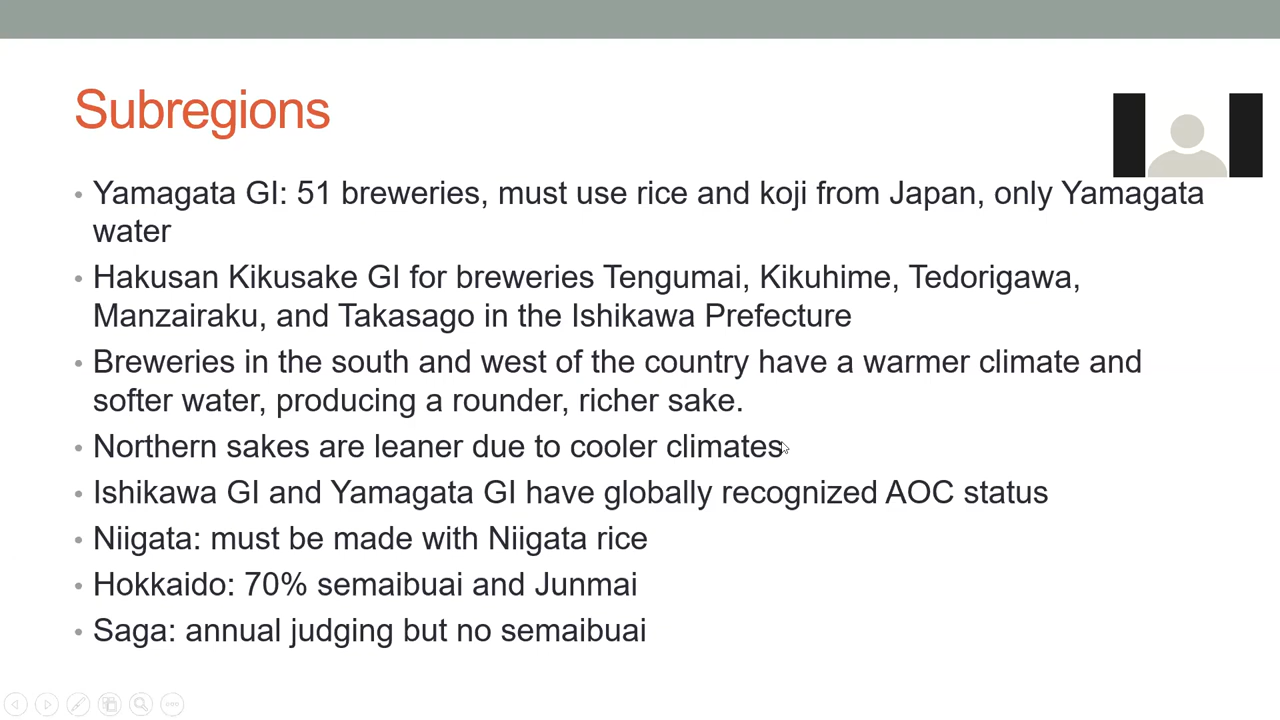 Subregions
• Yamagata GI: 51 breweries, must use rice and koji from Japan, only Yamagata
water
• Hakusan Kikusake GI for breweries Tengumai, Kikuhime, Tedorigawa,
Manzairaku, and Takasago in the Ishikawa Prefecture
• Breweries in the south and west of the country have a warmer climate and
softer water, producing a rounder, richer sake.
• Northern sakes are leaner due to cooler climates
• Ishikawa GI and Yamagata GI have globally recognized AOC status
• Niigata: must be made with Niigata rice
• Hokkaido: 70% semaibuai and Junmai
• Saga: annual judging but no semaibuai